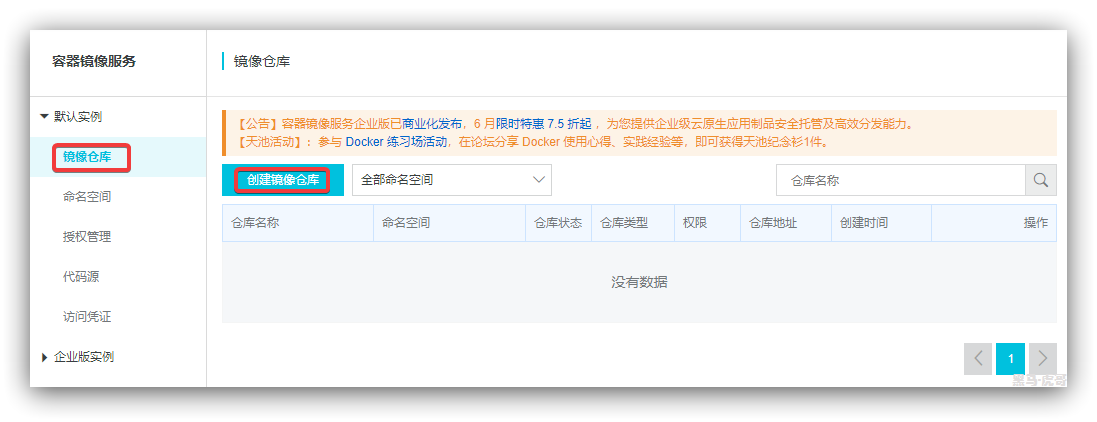 容器镜像服务
镜像仓库
默认实例
镜像仓库
命名空间
授权管理
代码源
访问凭证
企业版实例
【公告】容器镜像服务企业版已商业化发布，6 月限时特惠 7.5 折起 ，为您提供企业级云原生应用制品安全托管及高效分发能力。
【天池活动】：参与 Docker 练习场活动，在论坛分享 Docker 使用心得、实践经验等，即可获得天池纪念衫1件。
创建镜像仓库 全部命名空间 仓库名称
仓库名称 命名空间 仓库状态 仓库类型 权限 仓库地址 创建时间 操作
没有数据
1
黑马·虎哥